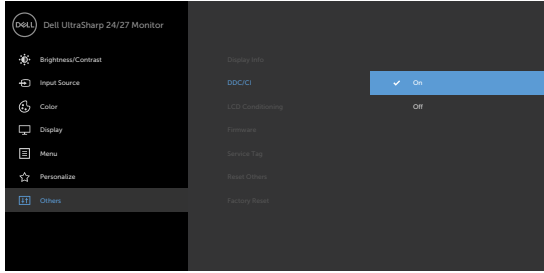 DELL Dell UltraSharp 24/27 Monitor
Brightness/Contrast
Display Info
Input Source
DDC/CI
On
Color
LCD Conditioning
Off
Display
Firmware
Menu
Service Tag
Personalize
Reset Others
Others
Factory Reset